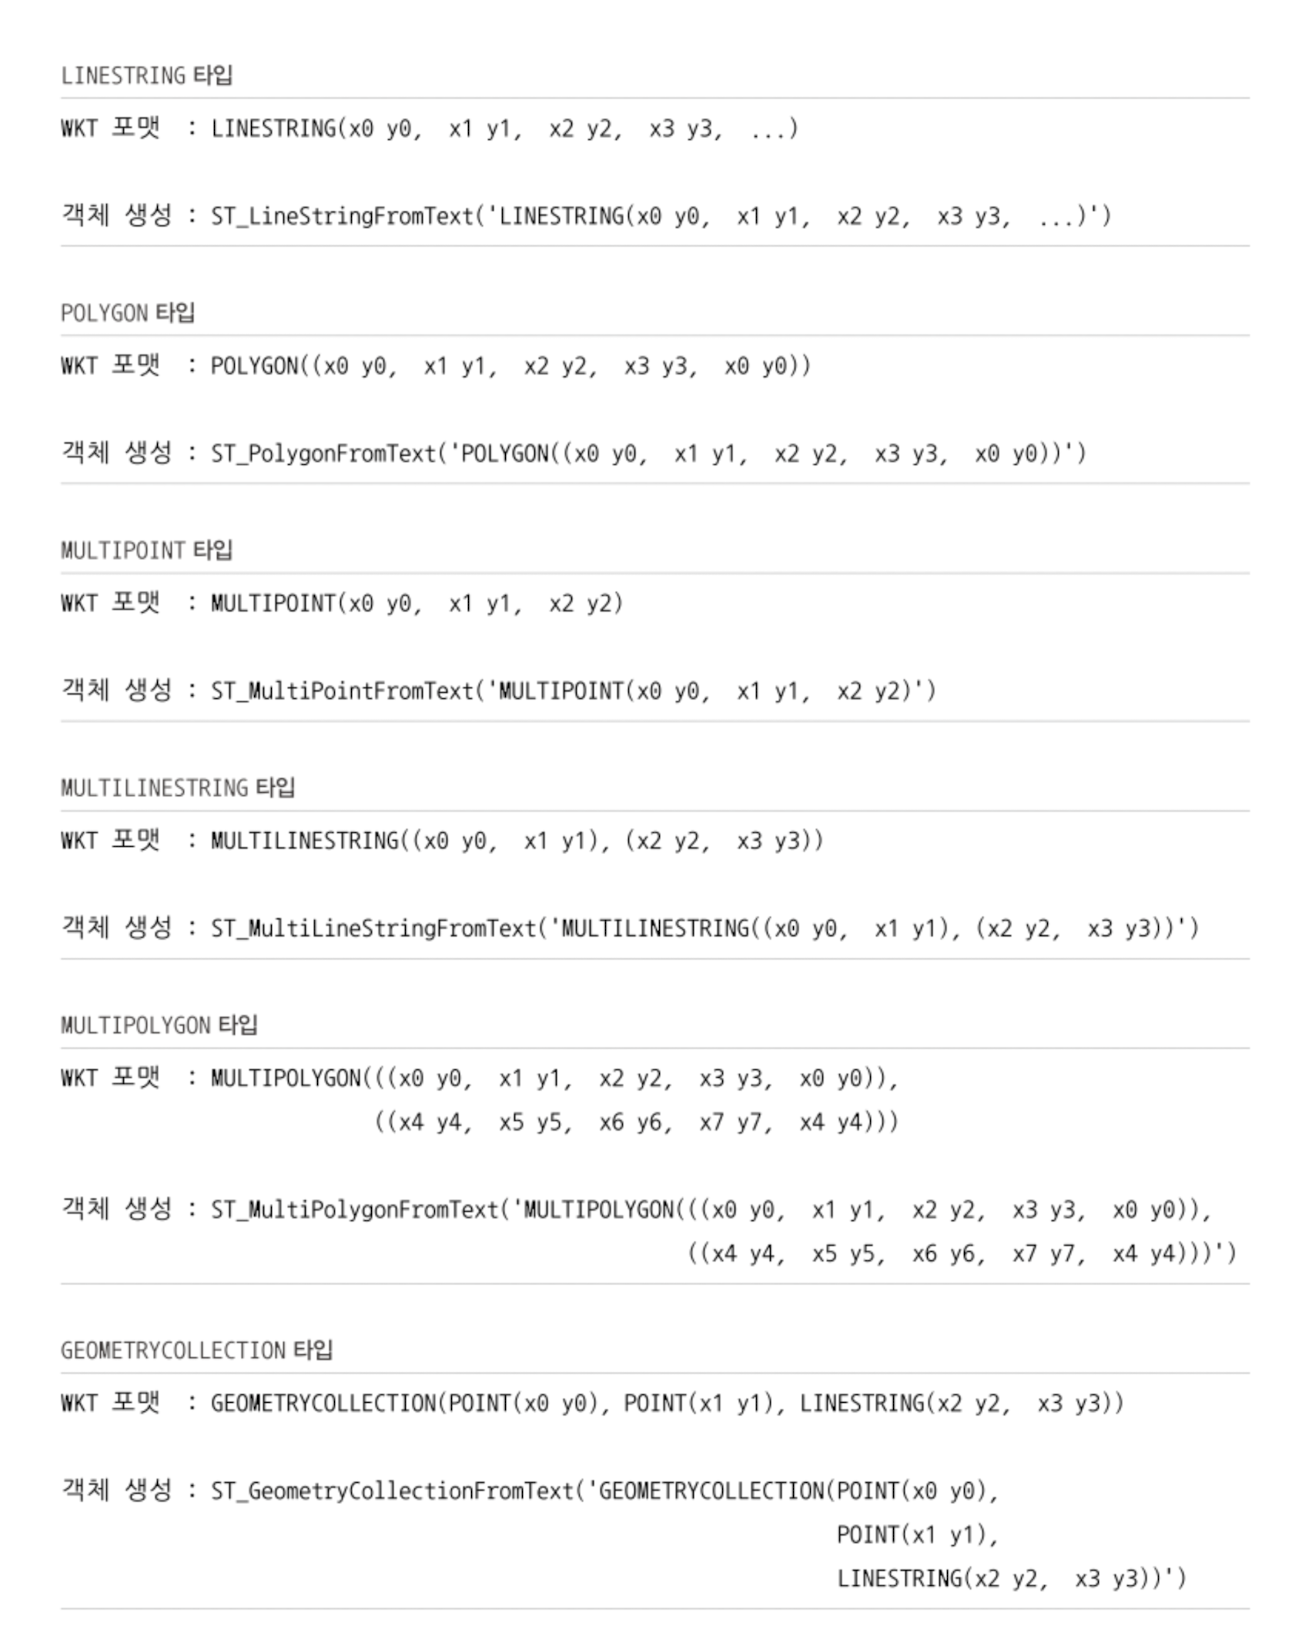 LINESTRING 타입
WKT 포맷  : LINESTRING(x0 y0,  x1 y1,  x2 y2,  x3 y3,  ...)
객체 생성 : ST_LineStringFromText('LINESTRING(x0 y0,  x1 y1,  x2 y2,  x3 y3,  ...)')
POLYGON 타입
WKT 포맷  : POLYGON((x0 y0,  x1 y1,  x2 y2,  x3 y3,  x0 y0))
객체 생성 : ST_PolygonFromText('POLYGON((x0 y0,  x1 y1,  x2 y2,  x3 y3,  x0 y0))')
MULTIPOINT 타입
WKT 포맷  : MULTIPOINT(x0 y0,  x1 y1,  x2 y2)
객체 생성 : ST_MultiPointFromText('MULTIPOINT(x0 y0,  x1 y1,  x2 y2)')
MULTILINESTRING 타입
WKT 포맷  : MULTILINESTRING((x0 y0,  x1 y1), (x2 y2,  x3 y3))
객체 생성 : ST_MultiLineStringFromText('MULTILINESTRING((x0 y0,  x1 y1), (x2 y2,  x3 y3))')
MULTIPOLYGON 타입
WKT 포맷  : MULTIPOLYGON(((x0 y0,  x1 y1,  x2 y2,  x3 y3,  x0 y0)),
((x4 y4,  x5 y5,  x6 y6,  x7 y7,  x4 y4)))
객체 생성 : ST_MultiPolygonFromText('MULTIPOLYGON(((x0 y0,  x1 y1,  x2 y2,  x3 y3,  x0 y0)),
((x4 y4,  x5 y5,  x6 y6,  x7 y7,  x4 y4)))')
GEOMETRYCOLLECTION 타입
WKT 포맷  : GEOMETRYCOLLECTION(POINT(x0 y0), POINT(x1 y1), LINESTRING(x2 y2,  x3 y3))
객체 생성 : ST_GeometryCollectionFromText('GEOMETRYCOLLECTION(POINT(x0 y0),
POINT(x1 y1),
LINESTRING(x2 y2,  x3 y3))')